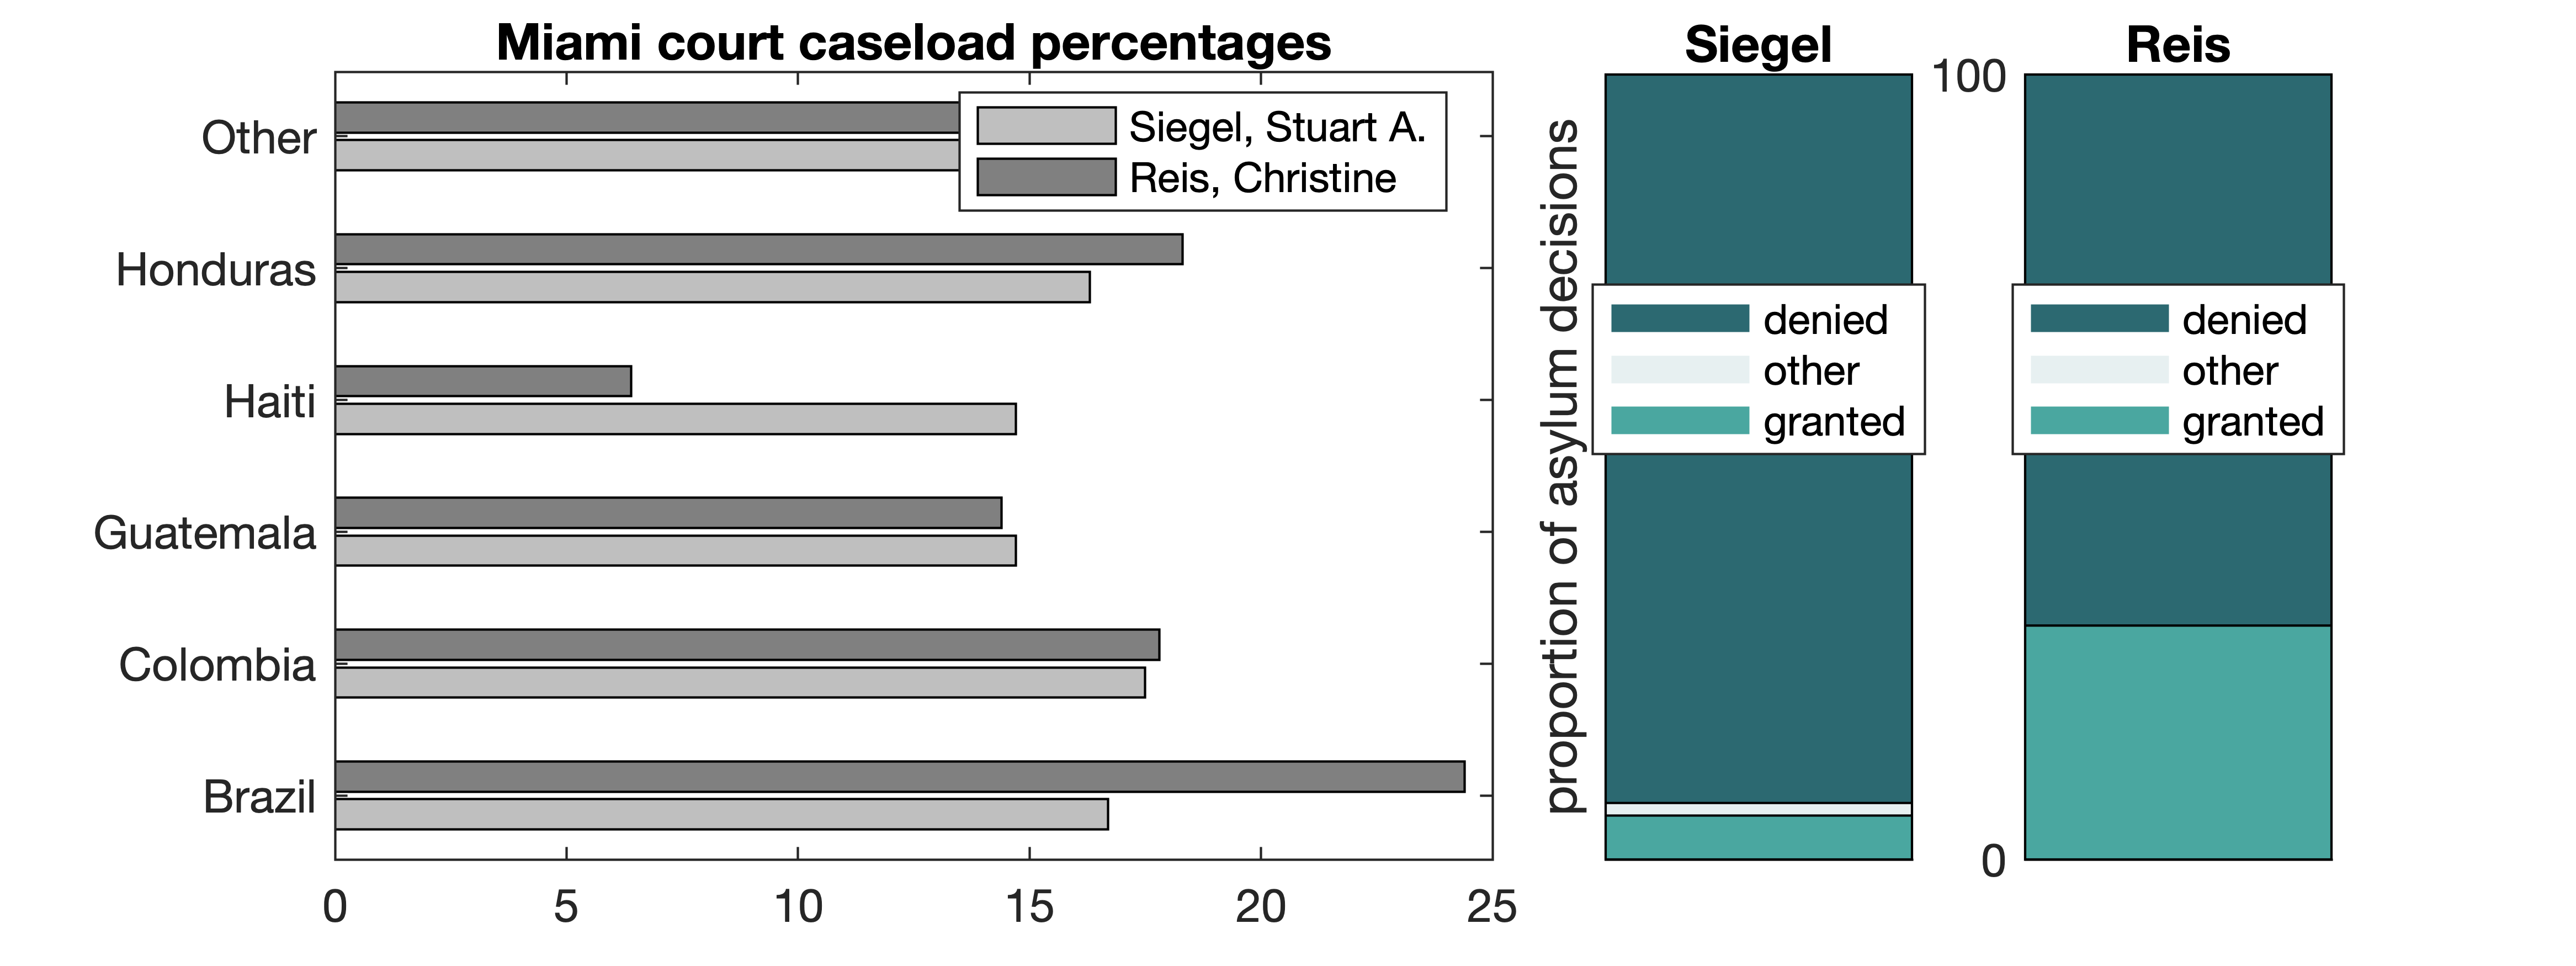 Miami court caseload percentages
Other
Honduras
Haiti
Guatemala
Colombia
Brazil
0 5 10 15 20 25
Siegel, Stuart A.
Reis, Christine
proportion of asylum decisions
Siegel
denied
other
granted
100
0
Reis
denied
other
granted